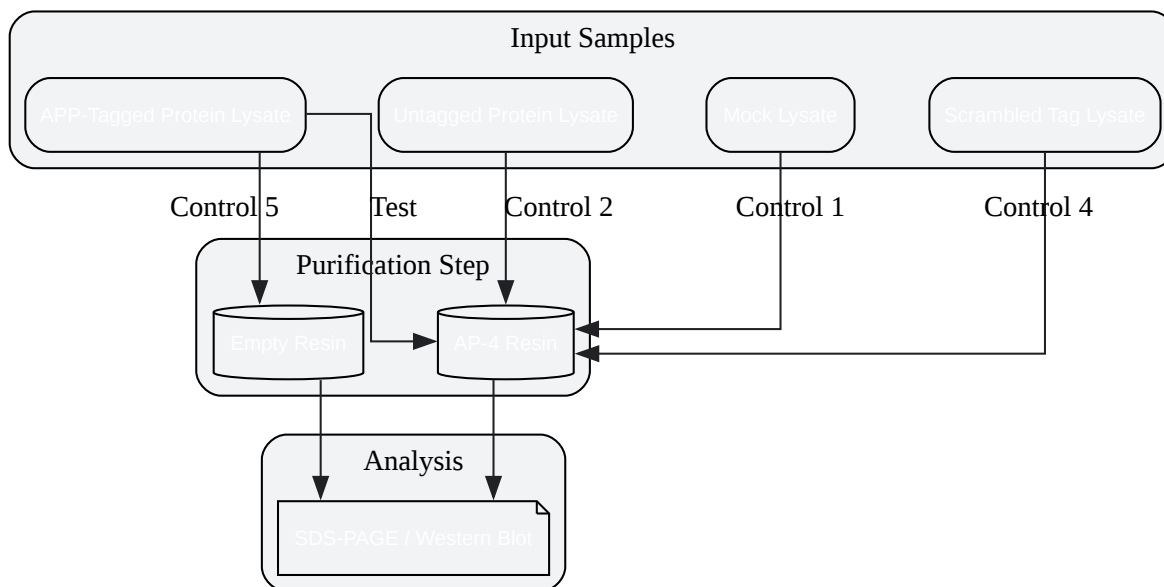 Input Samples
APP-Tagged Protein Lysate
Untagged Protein Lysate
Mock Lysate
Scrambled Tag Lysate
Control 5
Test
Control 2
Control 1
Control 4
Purification Step
Empty Resin
AP-4 Resin
Analysis
SDS-PAGE / Western Blot